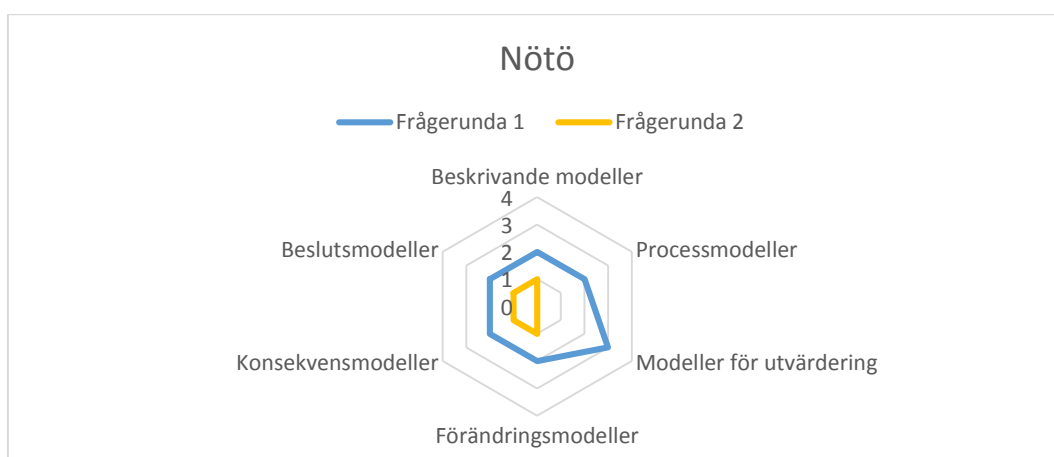 Nötö
Frågerunda 1 Frågerunda 2
Beskrivande modeller
4
3
Beslutsmodeller 2 Processmodeller
1
0
Konsekvensmodeller Modeller för utvärdering
Förändringsmodeller